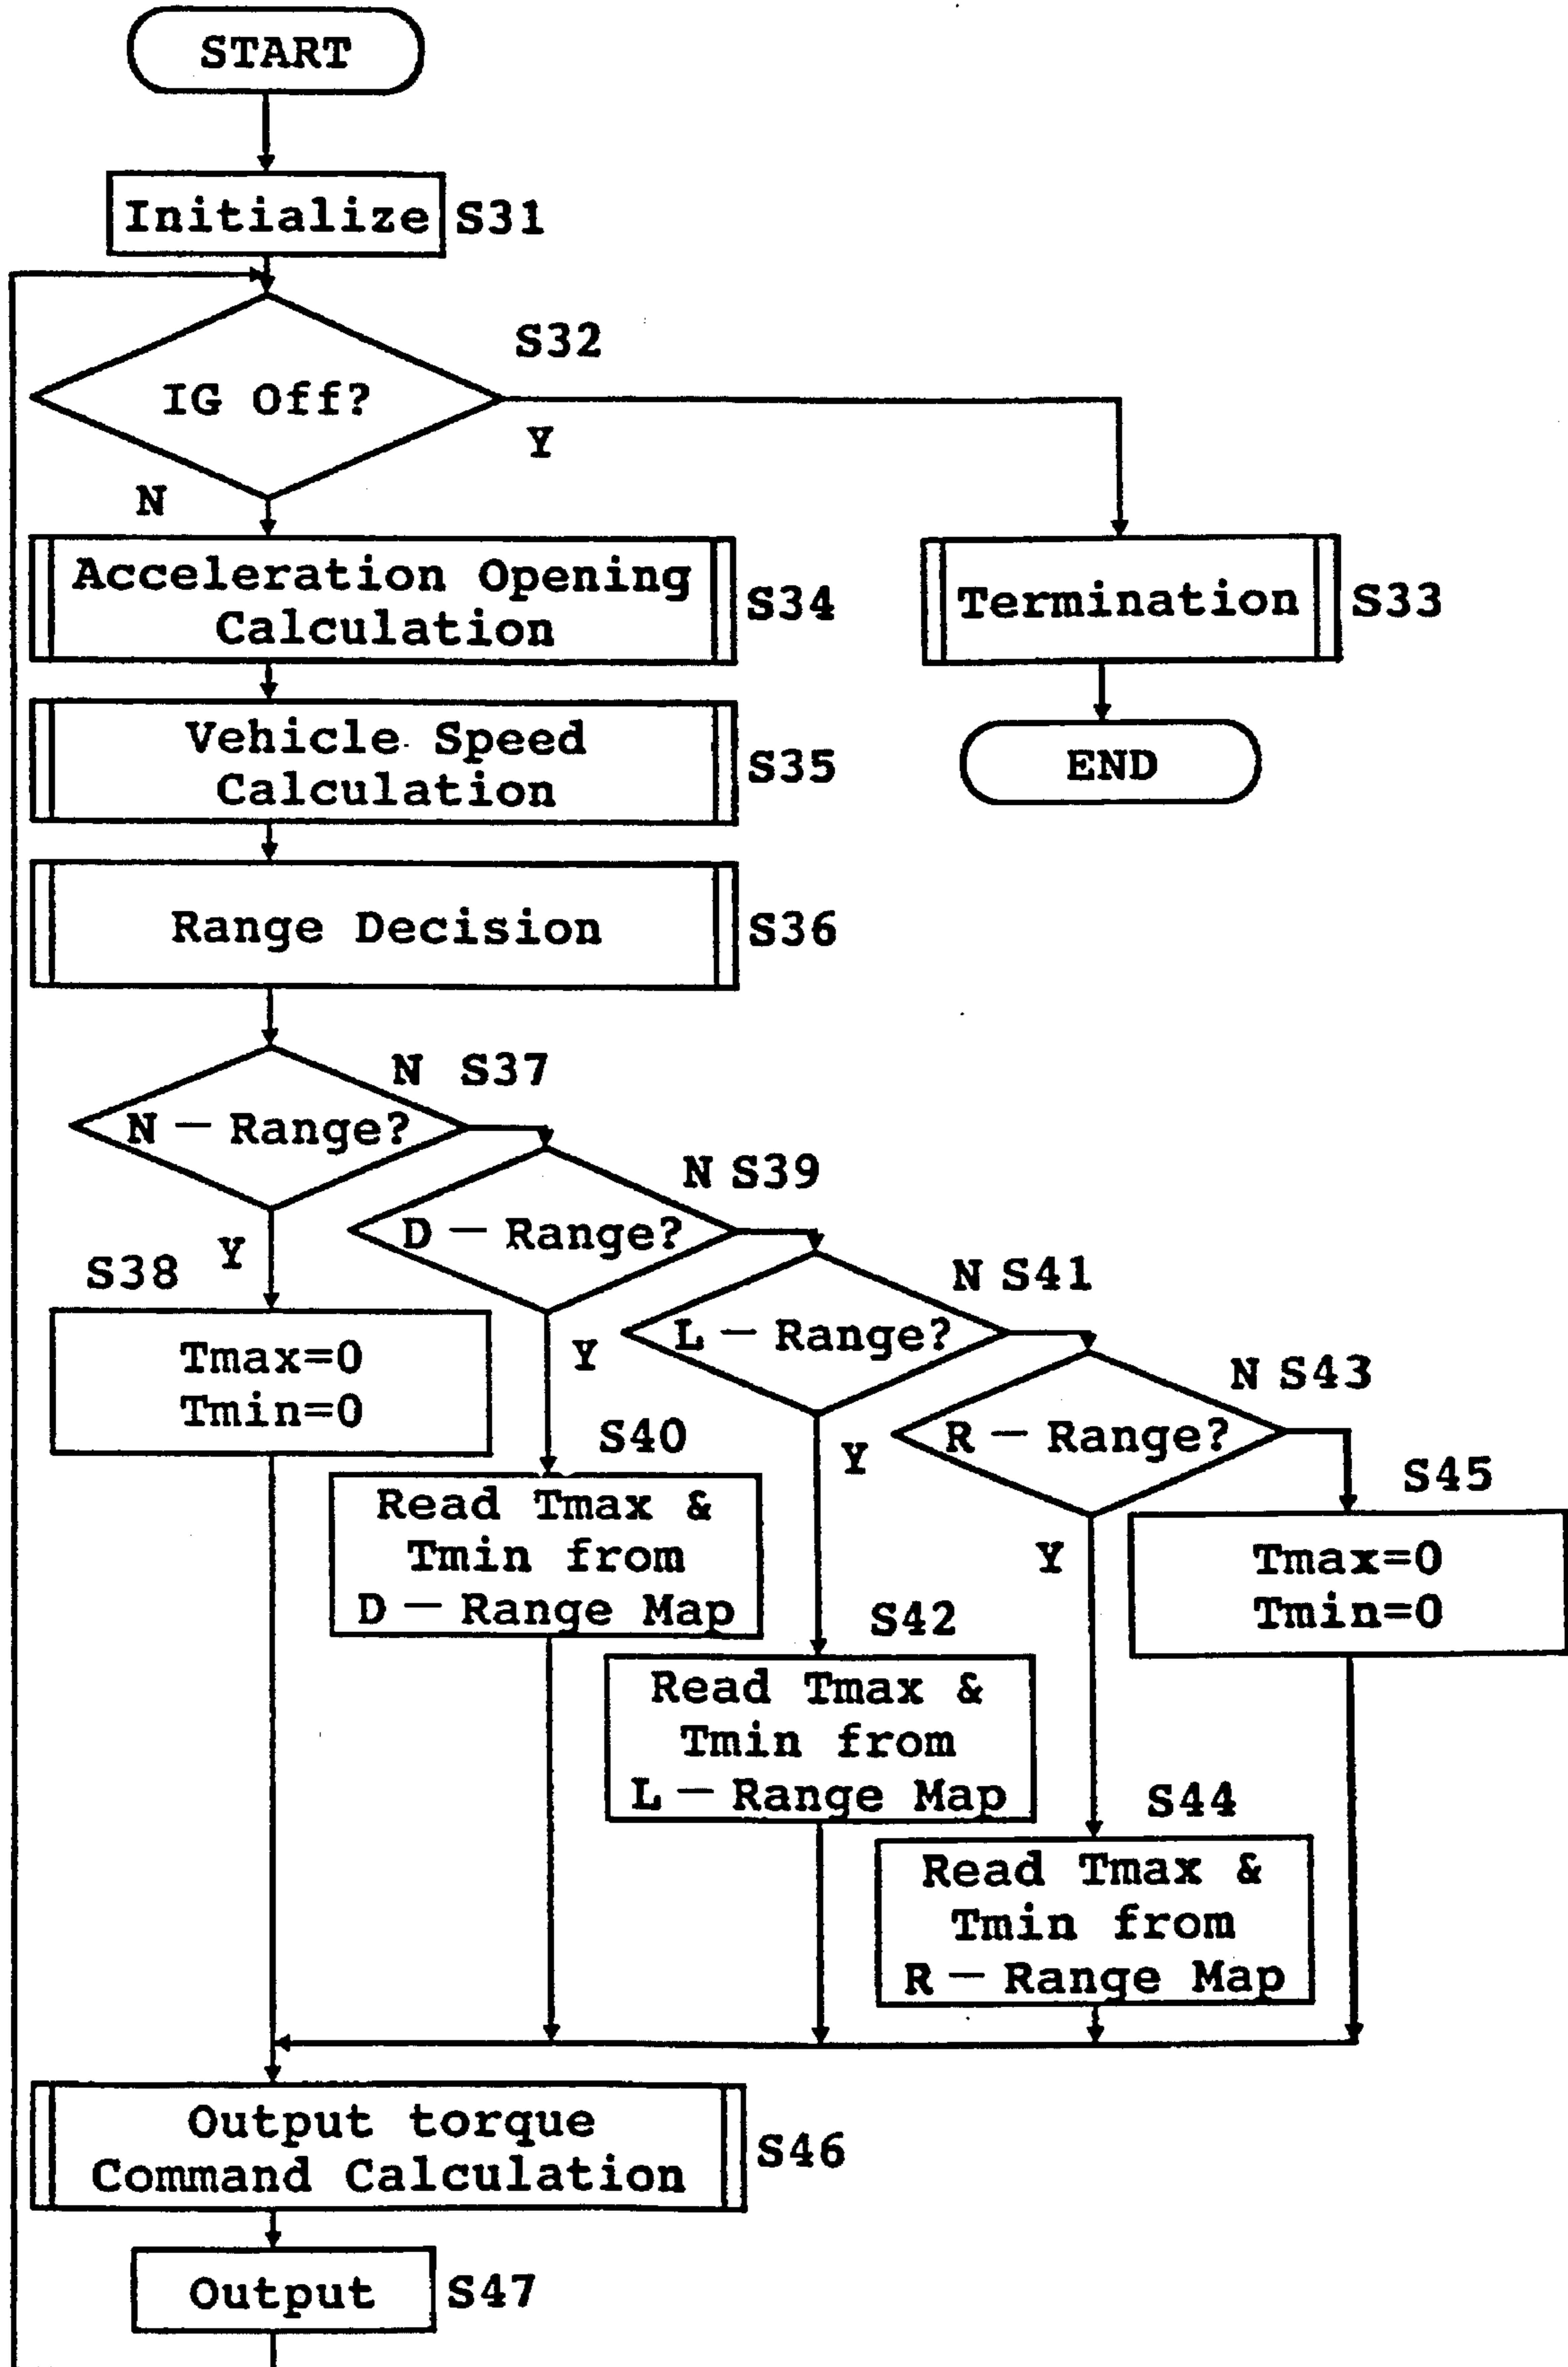 START
Initialize S31
S32
IG Off?
Y
N
Acceleration Opening
Calculation
S34
Termination S33
Vehicle Speed
Calculation
S35
END
Range Decision S36
N S37
N - Range?
N S39
D - Range?
Y
S38
N S41
L - Range?
Y
Tmax=0
Tmin=0
N S43
R - Range?
Y
S40
Read Tmax &
Tmin from
D - Range Map
S45
Tmax=0
Tmin=0
Y
S42
Read Tmax &
Tmin from
L - Range Map
S44
Read Tmax &
Tmin from
R - Range Map
Output torque
Command Calculation
S46
Output S47